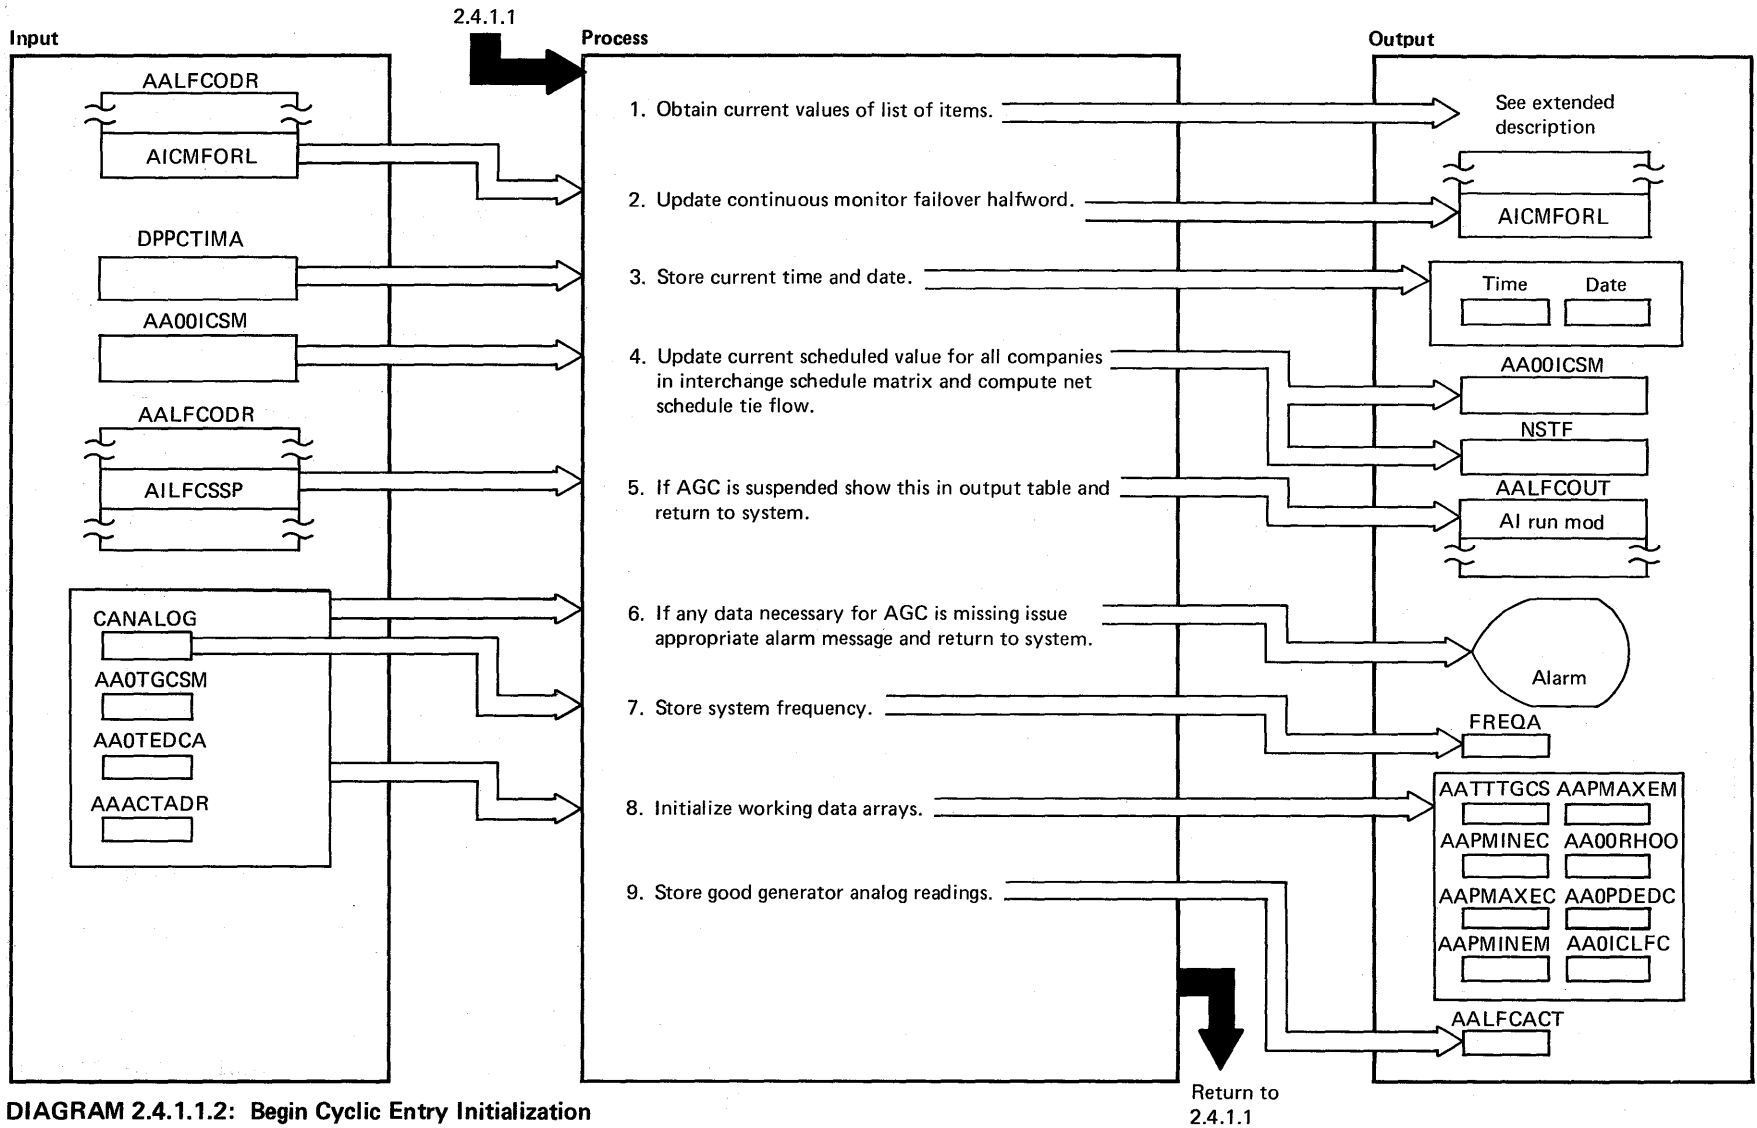 2.4.1.1
Input
Process
Output
AALFCODR
AICMFORL
DPPCTIMA
AA00ICSM
AALFCODR
AILFCSSP
CANALOG
AA0TGCSM
AA0TEDCA
AAACTADR
1. Obtain current values of list of items.
2. Update continuous monitor failover halfword.
3. Store current time and date.
4. Update current scheduled value for all companies
in interchange schedule matrix and compute net
schedule tie flow.
5. If AGC is suspended show this in output table and
return to system.
6. If any data necessary for AGC is missing issue
appropriate alarm message and return to system.
7. Store system frequency.
8. Initialize working data arrays.
9. Store good generator analog readings.
See extended
description
AICMFORL
Time Date
AA00ICSM
NSTF
AALFCOUT
AI run mod
Alarm
FREQA
AATTTGCS AAPMAXEM
AAPMINEC AA00RHOO
AAPMAXEC AA0PDEDC
AAPMINEM AA0ICLFC
AALFCACT
Return to
2.4.1.1
DIAGRAM 2.4.1.1.2: Begin Cyclic Entry Initialization